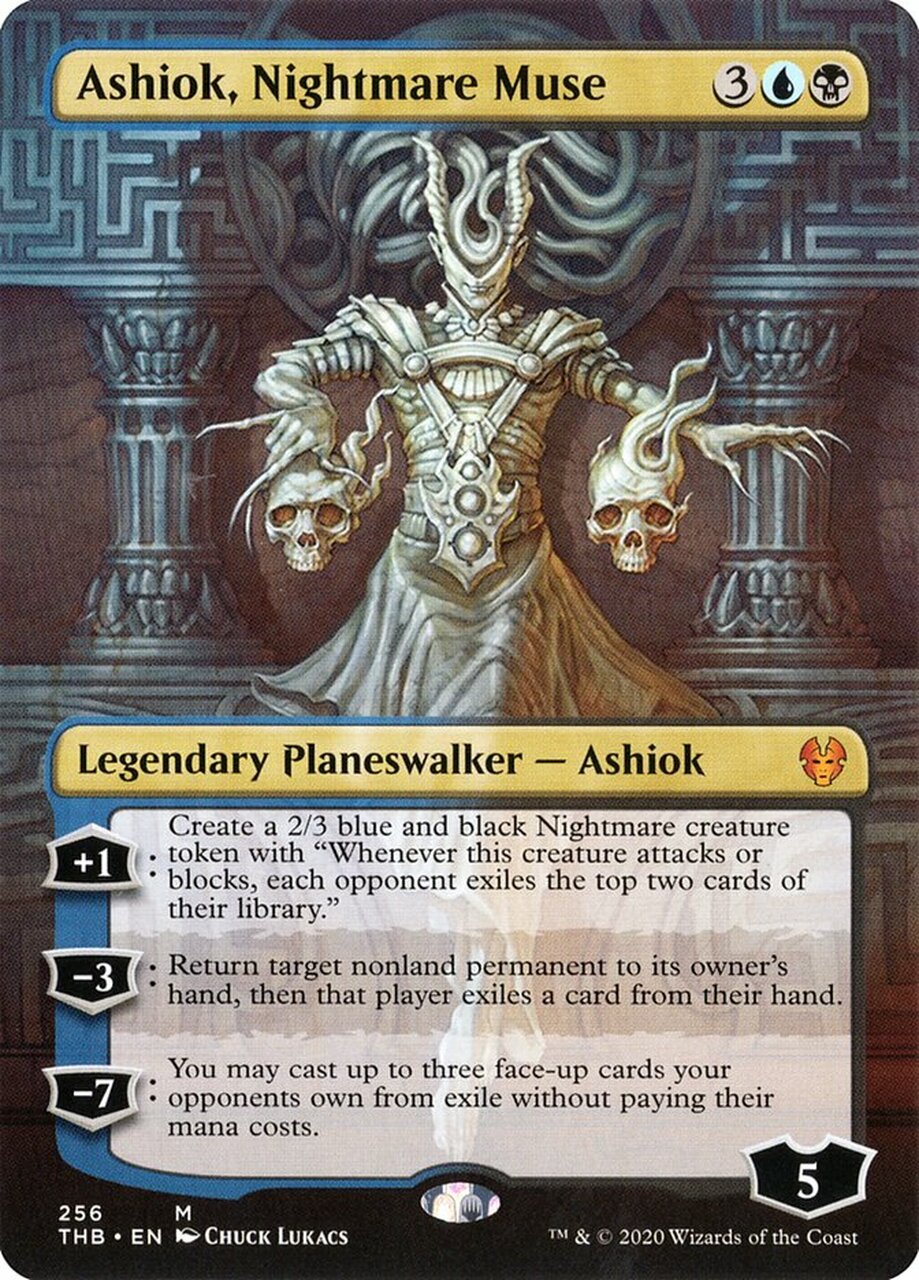 Ashiok, Nightmare Muse 3
Legendary Planeswalker — Ashiok
+1: Create a 2/3 blue and black Nightmare creature
token with “Whenever this creature attacks or
blocks, each opponent exiles the top two cards of
their library.”
−3: Return target nonland permanent to its owner’s
hand, then that player exiles a card from their hand.
−7: You may cast up to three face-up cards your
opponents own from exile without paying their
mana costs.
5
256 M
THB • EN Chuck Lukacs
™ & © 2020 Wizards of the Coast